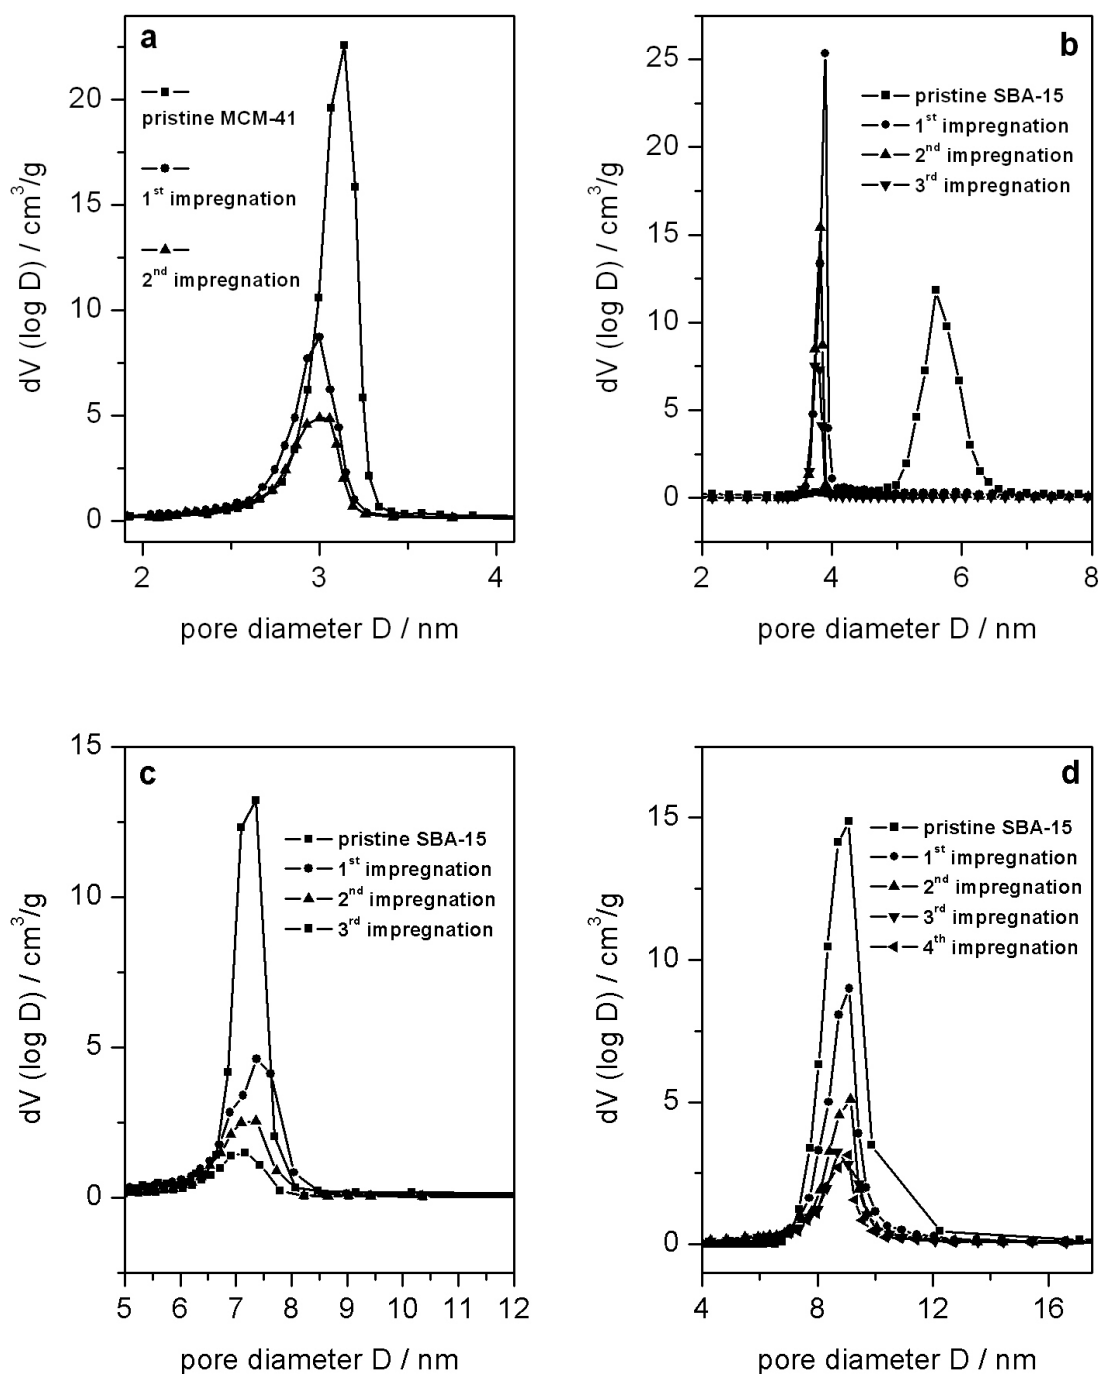 a
20
15
10
5
0
dV (log D) / cm³/g
pristine MCM-41
1st impregnation
2nd impregnation
2 3 4
pore diameter D / nm
b
25
20
15
10
5
0
dV (log D) / cm³/g
pristine SBA-15
1st impregnation
2nd impregnation
3rd impregnation
2 4 6 8
pore diameter D / nm
c
15
10
5
0
dV (log D) / cm³/g
pristine SBA-15
1st impregnation
2nd impregnation
3rd impregnation
5 6 7 8 9 10 11 12
pore diameter D / nm
d
15
10
5
0
dV (log D) / cm³/g
pristine SBA-15
1st impregnation
2nd impregnation
3rd impregnation
4th impregnation
4 8 12 16
pore diameter D / nm